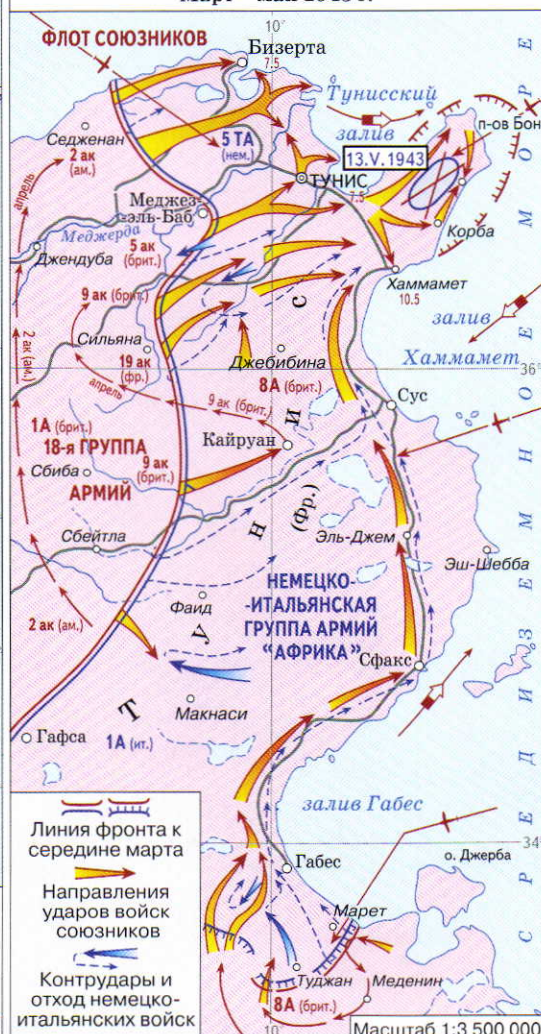 Март – май 1943 г.
10°
ФЛОТ СОЮЗНИКОВ
Бизерта
7.5
Тунисский
залив
Седженан
2 ак
(ам.)
5 ТА
(нем.)
п-ов Бон
13.V.1943
апрель
ТУНИС
7.5
Меджез-
эль-Баб
Меджерда
Джендуба
5 ак
(брит.)
Корба
Хаммамет
10.5
9 ак (брит.)
Сильяна
19 ак
(фр.)
залив
Хаммамет
Джебибина
8А (брит.)
36°
2 ак (ам.)
апрель
9 ак (брит.)
Сус
1А (брит.)
18-я ГРУППА
АРМИЙ
Кайруан
9 ак
(брит.)
Сбиба
Сбейтла
Эль-Джем
Эш-Шебба
ТУНИС
(Фр.)
НЕМЕЦКО-
-ИТАЛЬЯНСКАЯ
ГРУППА АРМИЙ
“АФРИКА”
Фаид
2 ак (ам.)
Сфакс
Макнаси
Гафса
1А (ит.)
СРЕДИЗЕМНОЕ МОРЕ
залив Габес
34°
Габес
о. Джерба
Марет
Туджан
Меденин
8А (брит.)
10
Линия фронта к
середине марта
Направления
ударов войск
союзников
Контрудары и
отход немецко-
итальянских войск
Масштаб 1:3 500 000